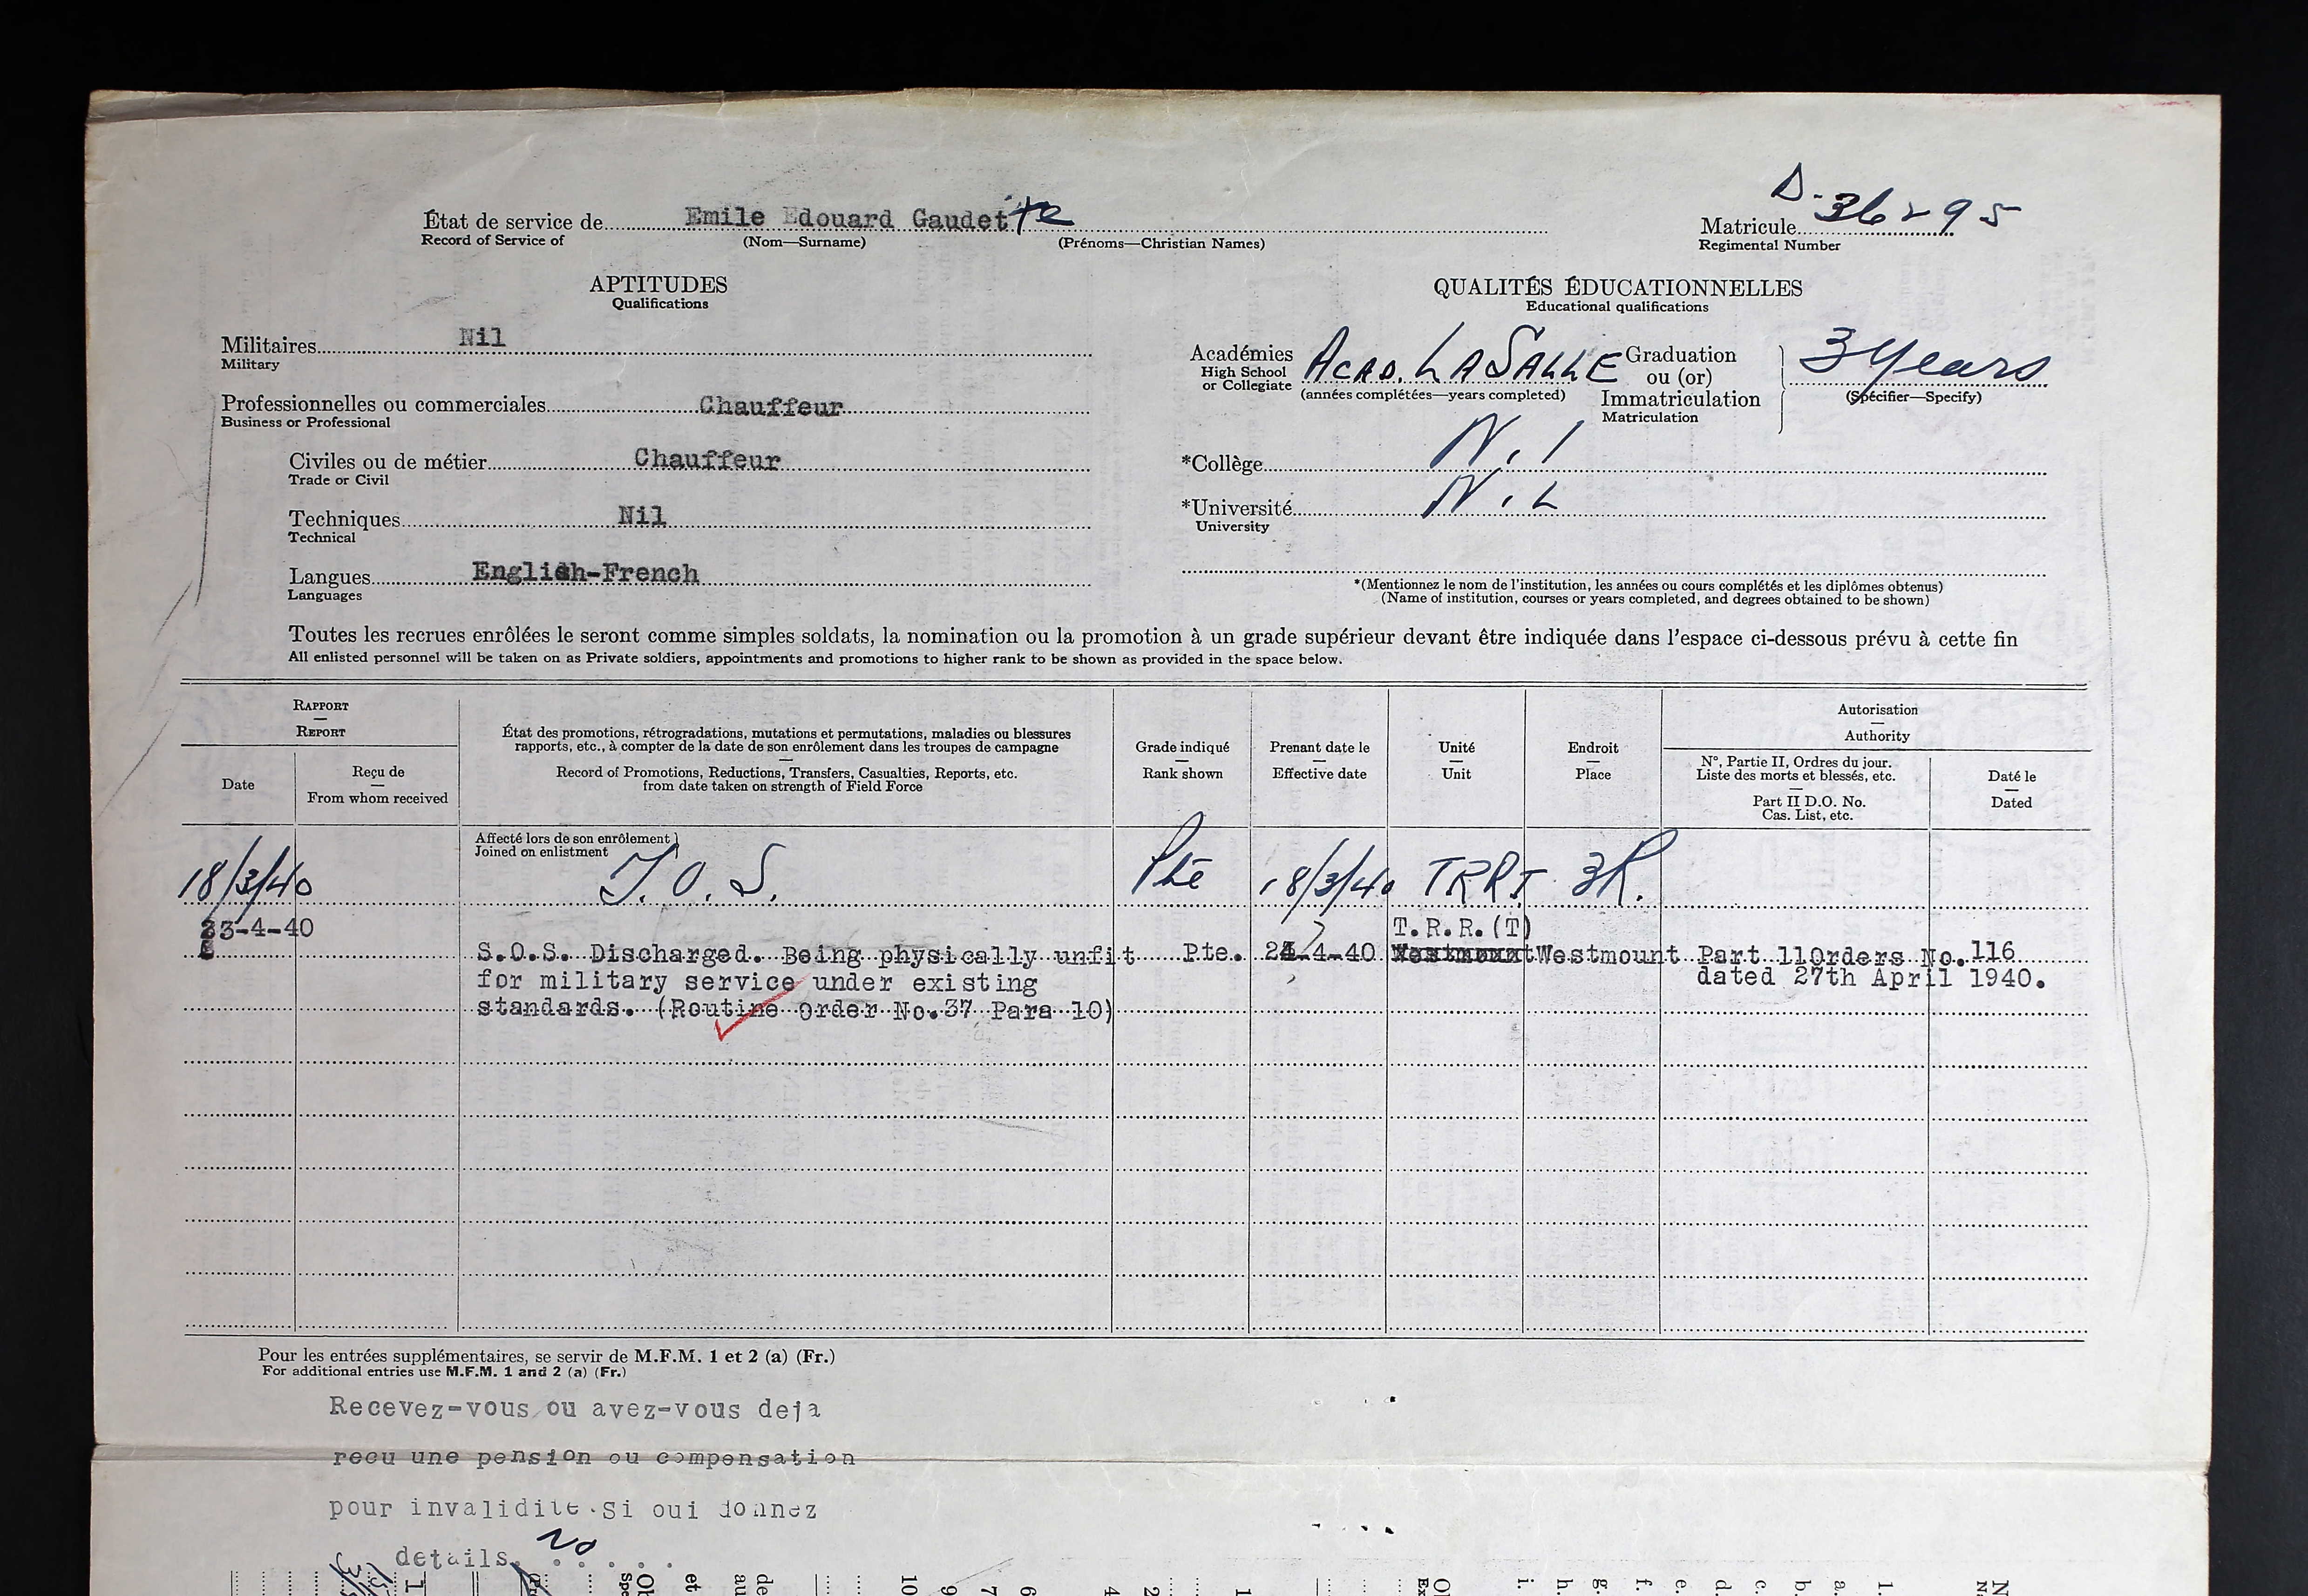 D-36295
État de service de Emile Edouard Gaudette Matricule
Record of Service of (Nom—Surname) (Prénoms—Christian Names) Regimental Number
APTITUDES
Qualifications
QUALITÉS ÉDUCATIONNELLES
Educational qualifications
Militaires Nil
Military
Professionnelles ou commerciales Chauffeur
Business or Professional
Civiles ou de métier Chauffeur
Trade or Civil
Techniques Nil
Technical
Langues English-French
Languages
Académies
High School
or Collegiate ACAD. LASALLE
(années complétées—years completed)
Graduation
ou (or)
Immatriculation
Matriculation
3 Years
(Spécifier—Specify)
*Collège N.i
*Université N.L
University
*(Mentionnez le nom de l'institution, les années ou cours complétés et les diplômes obtenus)
(Name of institution, courses or years completed, and degrees obtained to be shown)
Toutes les recrues enrôlées le seront comme simples soldats, la nomination ou la promotion à un grade supérieur devant être indiquée dans l'espace ci-dessous prévu à cette fin
All enlisted personnel will be taken on as Private soldiers, appointments and promotions to higher rank to be shown as provided in the space below.
RAPPORT
—
REPORT
Date
Reçu de
—
From whom received
État des promotions, rétrogradations, mutations et permutations, maladies ou blessures
rapports, etc., à compter de la date de son enrôlement dans les troupes de campagne
—
Record of Promotions, Reductions, Transfers, Casualties, Reports, etc.
from date taken on strength of Field Force
Grade indiqué
—
Rank shown
Prenant date le
—
Effective date
Unité
—
Unit
Endroit
—
Place
Autorisation
—
Authority
N°, Partie II, Ordres du jour.
Liste des morts et blessés, etc.
—
Part II D.O. No.
Cas. List, etc.
Daté le
—
Dated
Affecté lors de son enrôlement
Joined on enlistment
18/3/40 T.O.S. Pte 18/3/40 TRRT 3R.
23-4-40 T.R.R.(T)
S.O.S. Discharged. Being physically unfit Pte. -4-40 Westmount Part 11Orders No.116
for military service under existing dated 27th April 1940.
standards. (Routine order No.37 Para 10)
Pour les entrées supplémentaires, se servir de M.F.M. 1 et 2 (a) (Fr.)
For additional entries use M.F.M. 1 and 2 (a) (Fr.)
Recevez-vous ou avez-vous deja
recu une pension ou compensation
pour invalidite.Si oui donnez
details. No
10
9
7
6
4
2
1
i.
h.
g.
f.
e.
d.
c.
b.
a.
1.